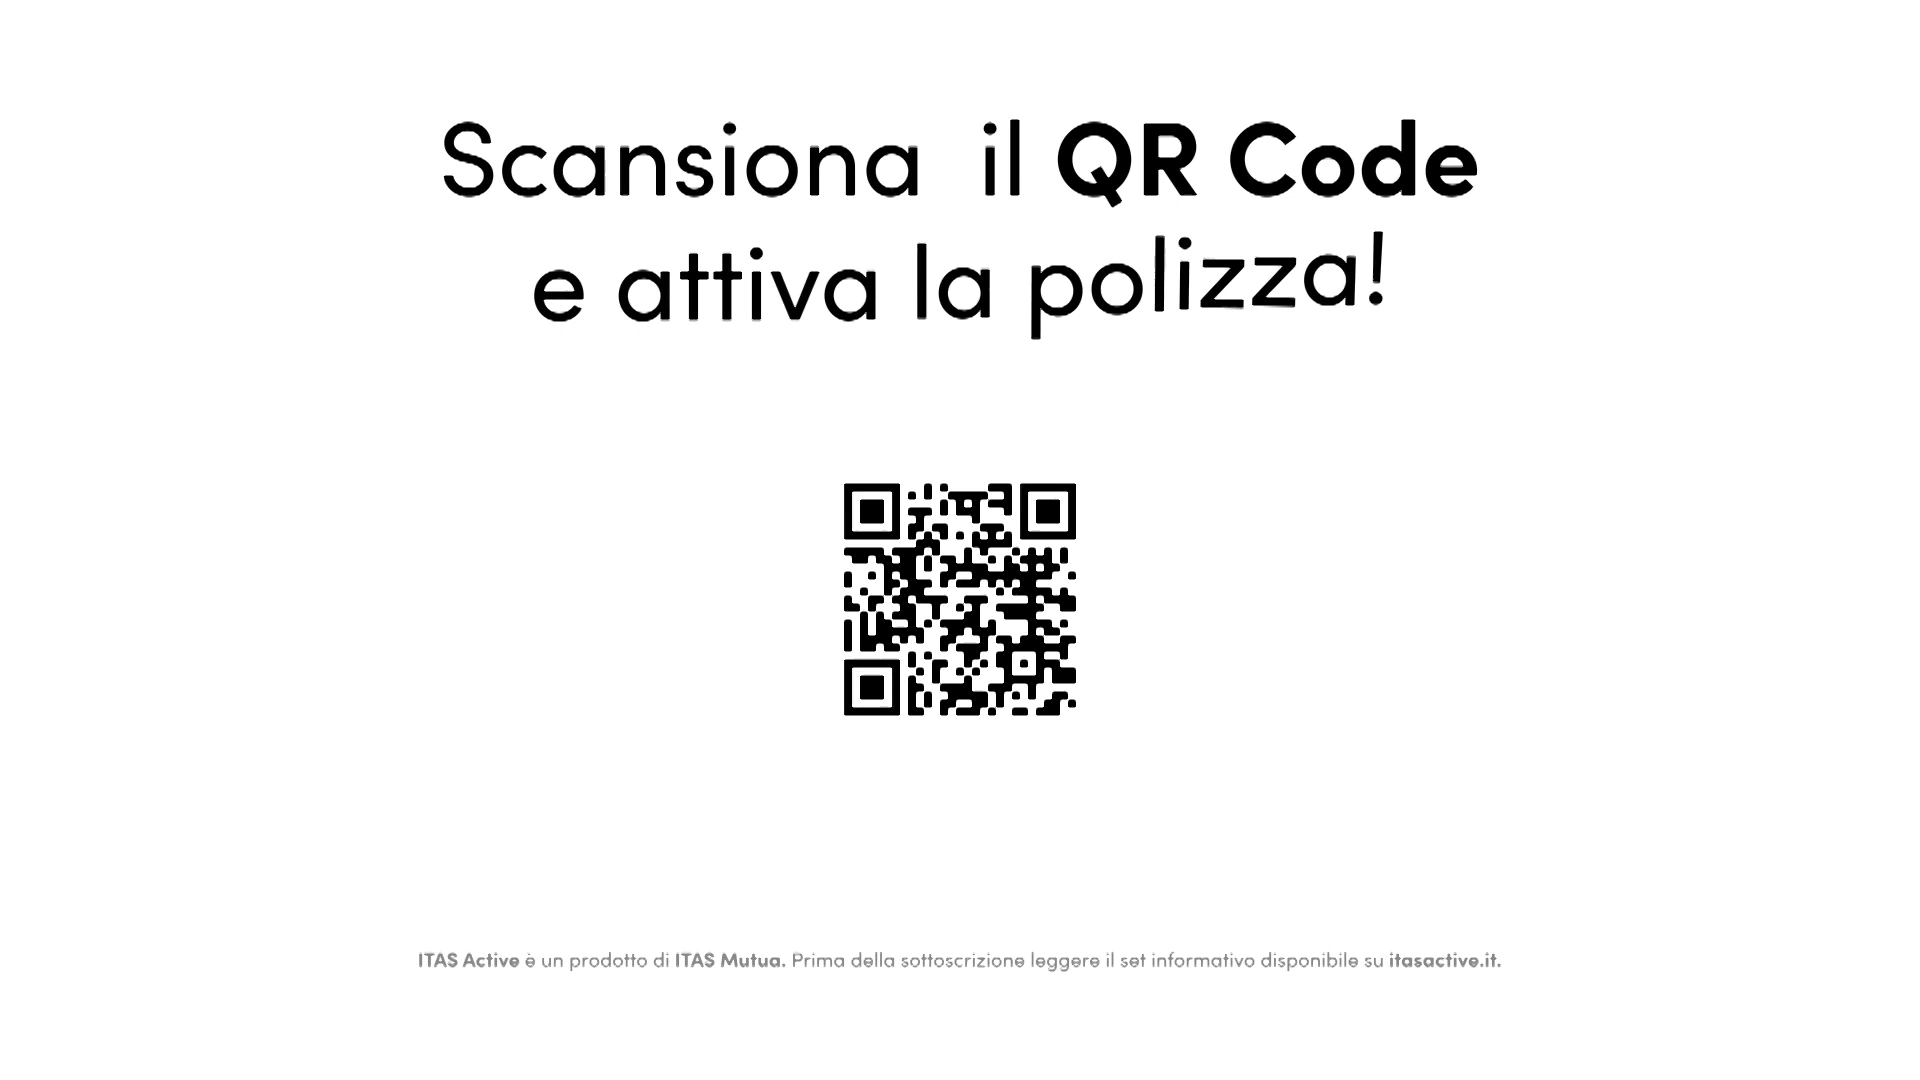 Scansiona il QR Code
e attiva la polizza!
ITAS Active è un prodotto di ITAS Mutua. Prima della sottoscrizione leggere il set informativo disponibile su itasactive.it.